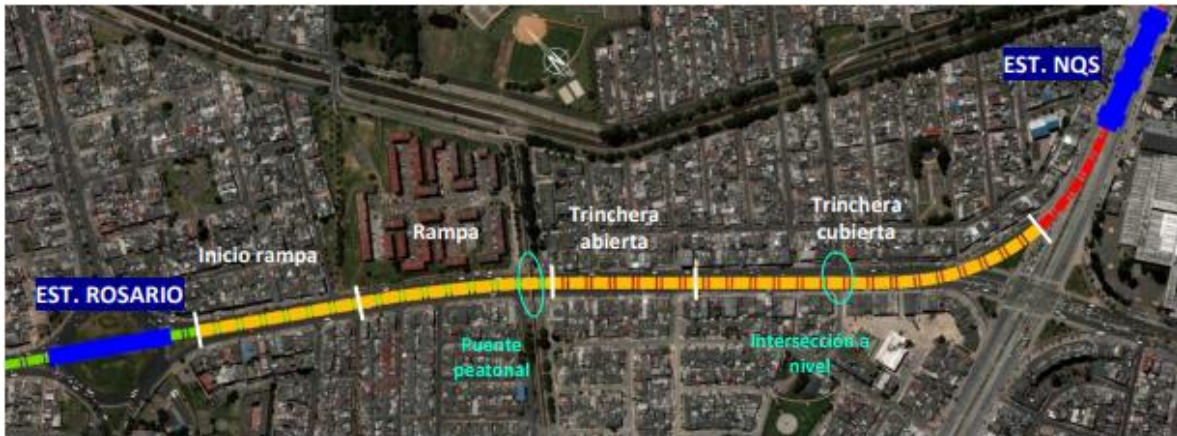 EST. NQS
Trinchera
abierta
Trinchera
cubierta
Rampa
Inicio rampa
EST. ROSARIO
Puente
peatonal
Intersección a
nivel
N